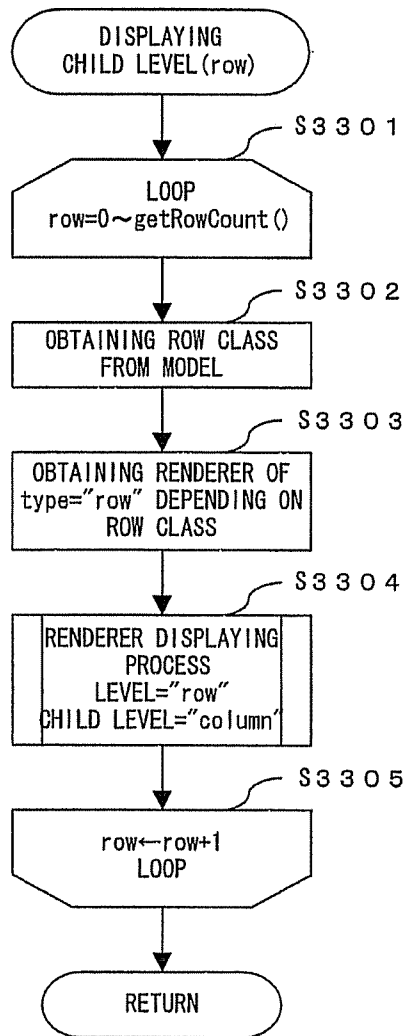 DISPLAYING
CHILD LEVEL(row)
S3301
LOOP
row=0~getRowCount()
S3302
OBTAINING ROW CLASS
FROM MODEL
S3303
OBTAINING RENDERER OF
type="row" DEPENDING ON
ROW CLASS
S3304
RENDERER DISPLAYING
PROCESS
LEVEL="row"
CHILD LEVEL="column"
S3305
row←row+1
LOOP
RETURN